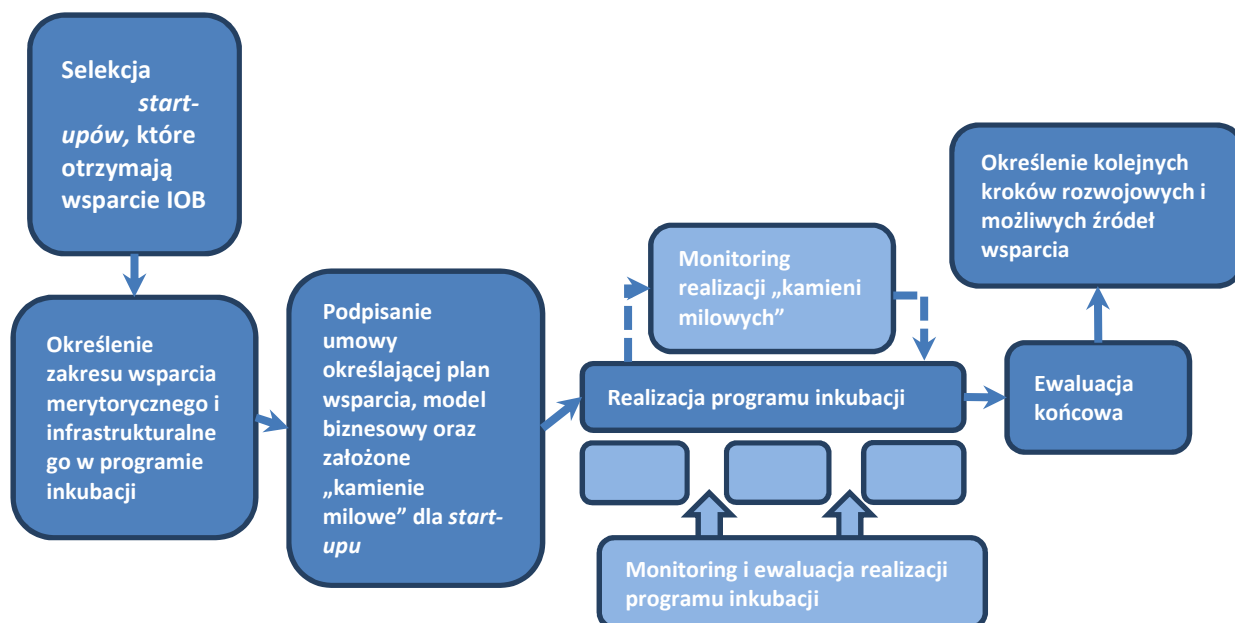 Selekcja
start-
upów, które
otrzymają
wsparcie IOB
Określenie
zakresu wsparcia
merytorycznego i
infrastrukturalne
go w programie
inkubacji
Podpisanie
umowy
określającej plan
wsparcia, model
biznesowy oraz
założone
„kamienie
milowe” dla start-
upu
Monitoring
realizacji „kamieni
milowych”
Realizacja programu inkubacji
Monitoring i ewaluacja realizacji
programu inkubacji
Ewaluacja
końcowa
Określenie kolejnych
kroków rozwojowych i
możliwych źródeł
wsparcia